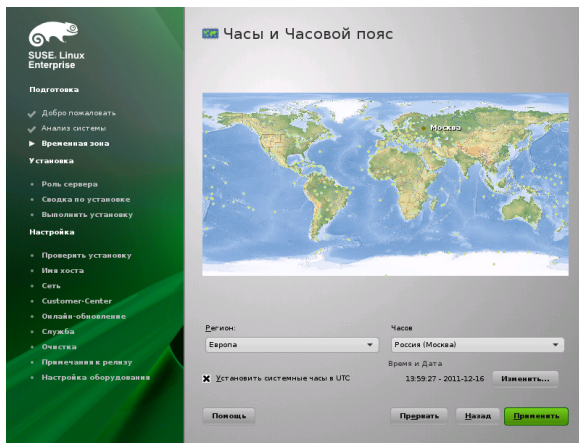 SUSE. Linux
Enterprise
Подготовка
Добро пожаловать
Анализ системы
Временная зона
Установка
Роль сервера
Сводка по установке
Выполнить установку
Настройка
Проверить установку
Имя хоста
Сеть
Customer-Center
Онлайн-обновление
Служба
Очистка
Примечания к релизу
Настройка оборудования
Часы и Часовой пояс
Москва
Регион:
Европа
Часов
Россия (Москва)
Время и Дата
Установить системные часы в UTC
13:59:27 - 2011-12-16
Изменить...
Помощь
Прервать
Назад
Применить